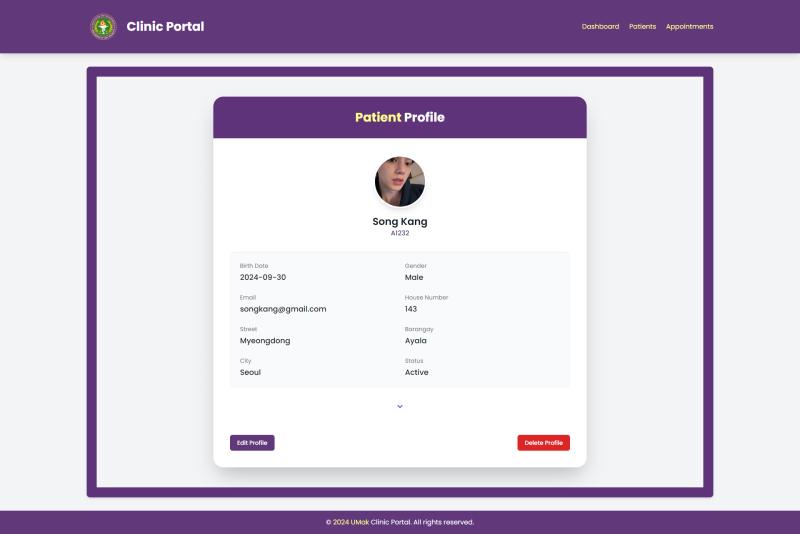 Clinic Portal
Dashboard Patients Appointments
Patient Profile
Song Kang
A1232
Birth Date Gender
2024-09-30 Male
Email House Number
songkang@gmail.com 143
Street Barangay
Myeongdong Ayala
City Status
Seoul Active
Edit Profile Delete Profile
© 2024 UMak Clinic Portal. All rights reserved.